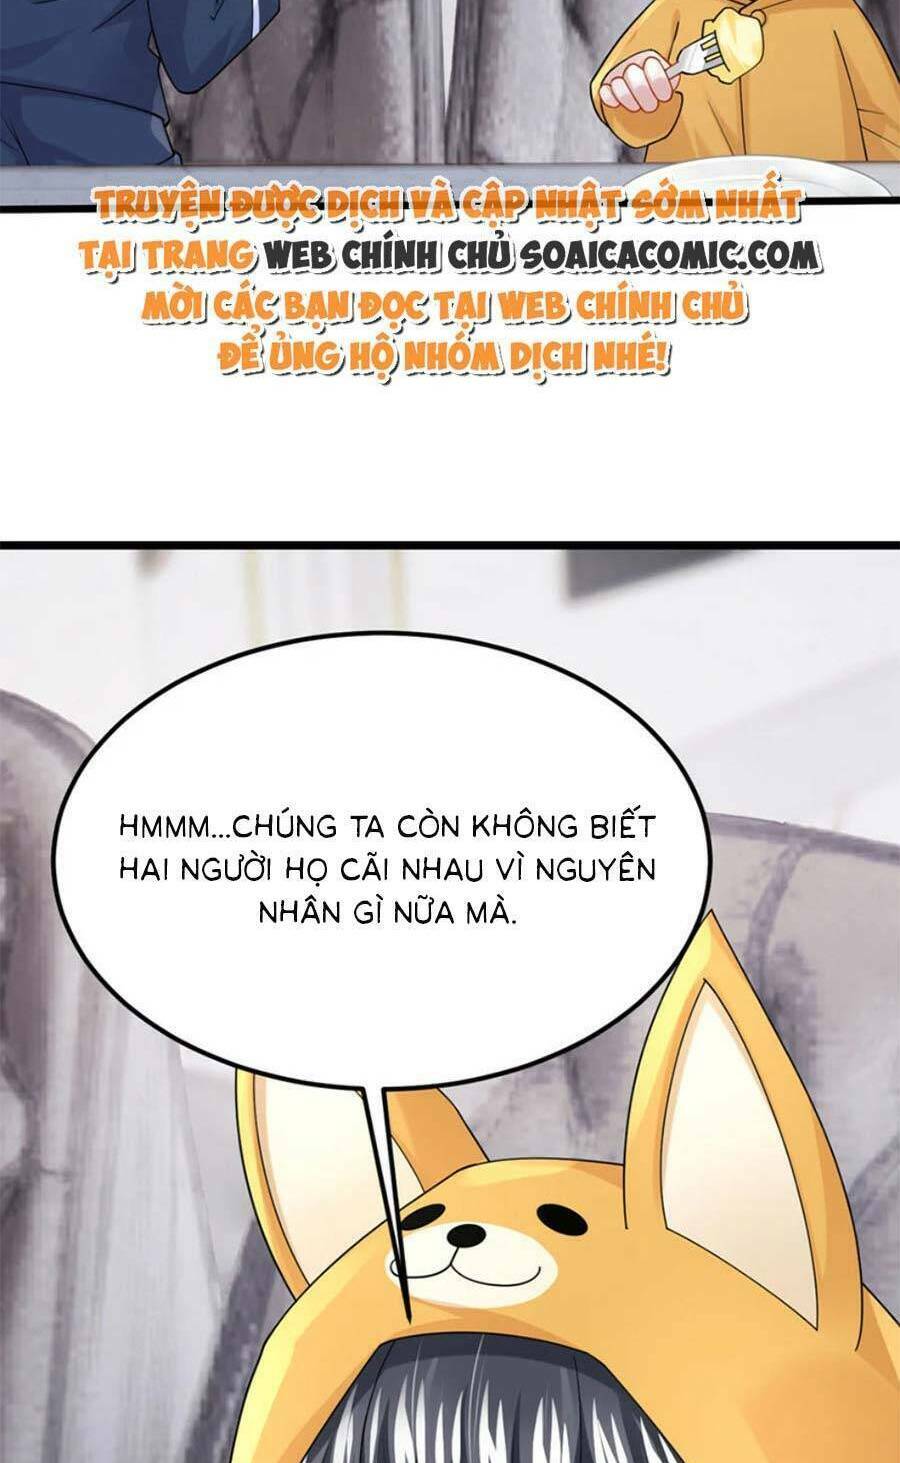 TRUYỆN ĐƯỢC DỊCH VÀ CẬP NHẬT SỚM NHẤT
TẠI TRANG WEB CHÍNH CHỦ SOAICACOMIC.COM
MỜI CÁC BẠN ĐỌC TẠI WEB CHÍNH CHỦ
ĐỂ ỦNG HỘ NHÓM DỊCH NHÉ!
HMMM...CHÚNG TA CÒN KHÔNG BIẾT
HAI NGƯỜI HỌ CÃI NHAU VÌ NGUYÊN
NHÂN GÌ NỮA MÀ.